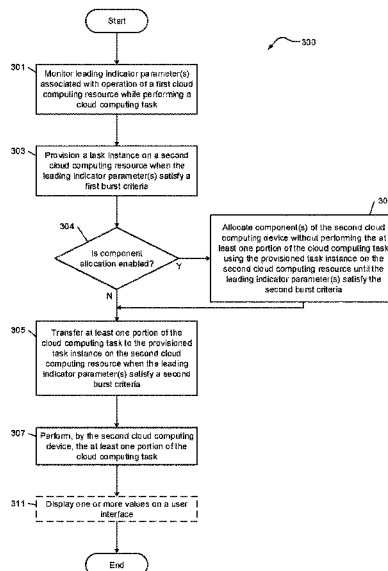 Start
300
301
Monitor leading indicator parameter(s)
associated with operation of a first cloud
computing resource while performing a
cloud computing task
303
Provision a task instance on a second
cloud computing resource when the
leading indicator parameter(s) satisfy a
first burst criteria
304
Is component
allocation enabled?
Y
N
30
Allocate component(s) of the second cloud
computing device without performing the at
least one portion of the cloud computing task
using the provisioned task instance on the
second cloud computing resource until the
leading indicator parameter(s) satisfy the
second burst criteria
305
Transfer at least one portion of the
cloud computing task to the provisioned
task instance on the second cloud
computing resource when the leading
indicator parameter(s) satisfy a second
burst criteria
307
Perform, by the second cloud computing
device, the at least one portion of the
cloud computing task
311
Display one or more values on a user
interface
End